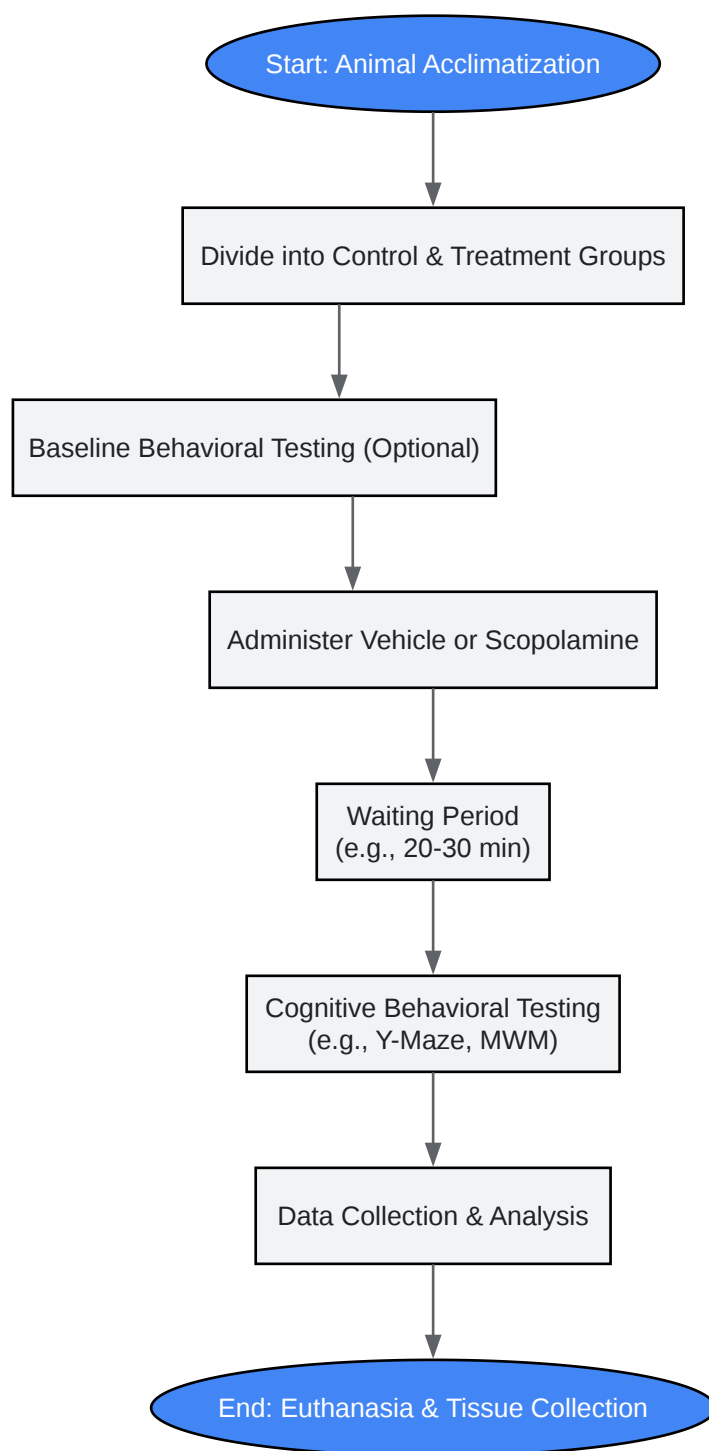 Start: Animal Acclimatization
Divide into Control & Treatment Groups
Baseline Behavioral Testing (Optional)
Administer Vehicle or Scopolamine
Waiting Period
(e.g., 20-30 min)
Cognitive Behavioral Testing
(e.g., Y-Maze, MWM)
Data Collection & Analysis
End: Euthanasia & Tissue Collection